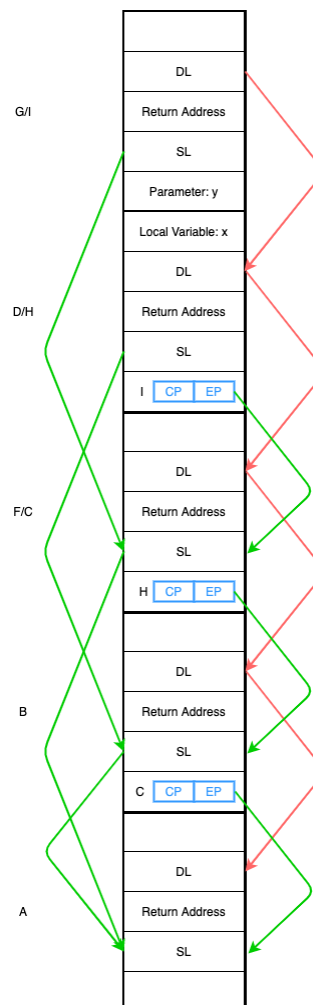 DL
G/I
Return Address
SL
Parameter: y
Local Variable: x
DL
D/H
Return Address
SL
I CP EP
DL
F/C
Return Address
SL
H CP EP
DL
B
Return Address
SL
C CP EP
DL
A
Return Address
SL